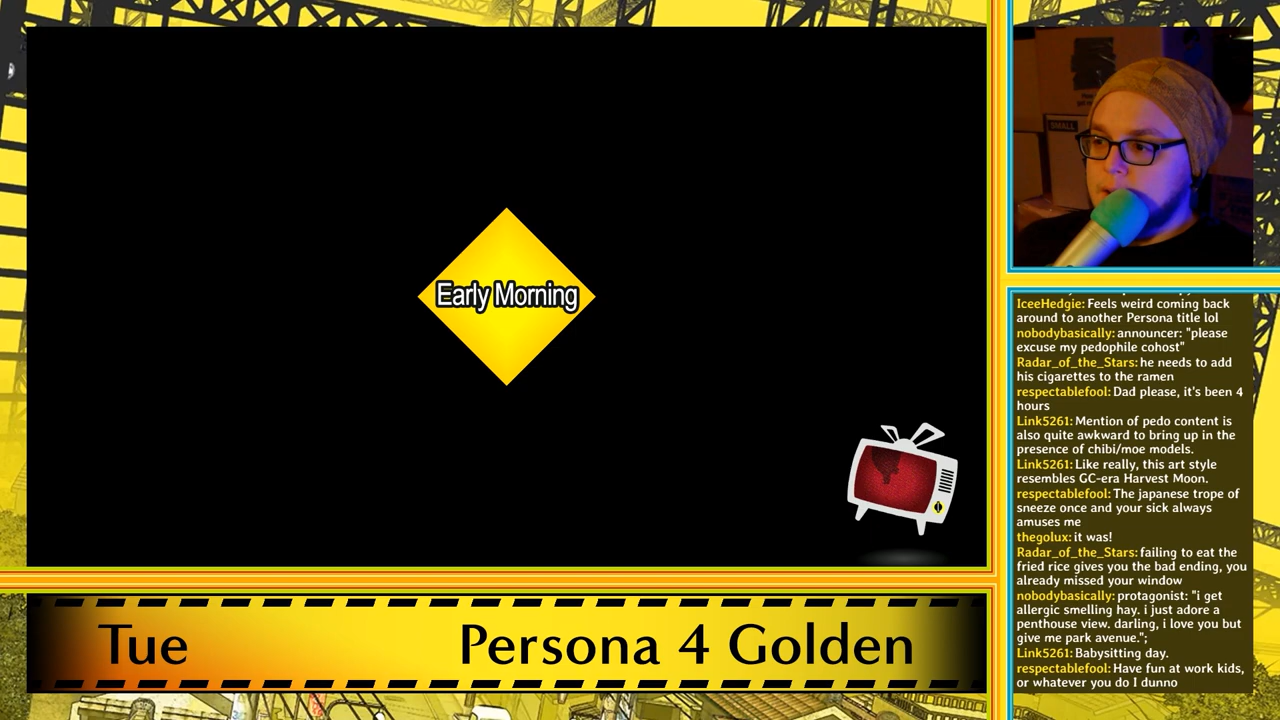 Early Morning
Tue
Persona 4 Golden
SMALL
IceeHedgie: Feels weird coming back
around to another Persona title lol
nobodybasically: announcer: "please
excuse my pedophile cohost"
Radar_of_the_Stars: he needs to add
his cigarettes to the ramen
respectablefool: Dad please, it's been 4
hours
Link5261: Mention of pedo content is
also quite awkward to bring up in the
presence of chibi/moe models.
Link5261: Like really, this art style
resembles GC-era Harvest Moon.
respectablefool: The japanese trope of
sneeze once and your sick always
amuses me
thegolux: it was!
Radar_of_the_Stars: failing to eat the
fried rice gives you the bad ending, you
already missed your window
nobodybasically: protagonist: "i get
allergic smelling hay. i just adore a
penthouse view. darling, i love you but
give me park avenue.";
Link5261: Babysitting day.
respectablefool: Have fun at work kids,
or whatever you do I dunno